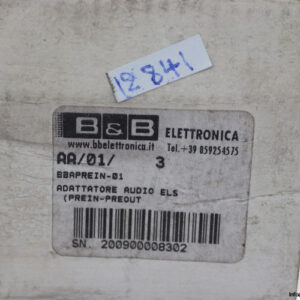 12841
B&B ELETTRONICA
www.bbelettronica.it Tel.+39 859254575
AA/01/ 3
BBAPREIN-01
ADATTATORE AUDIO ELS
(PREIN-PREOUT
SN. 200900008302